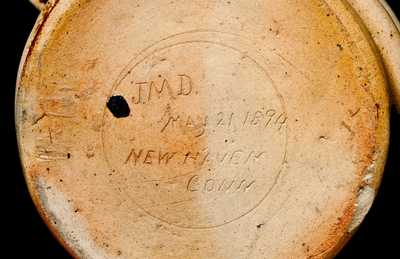 J.M.D.
May 21, 1894
NEW HAVEN
CONN